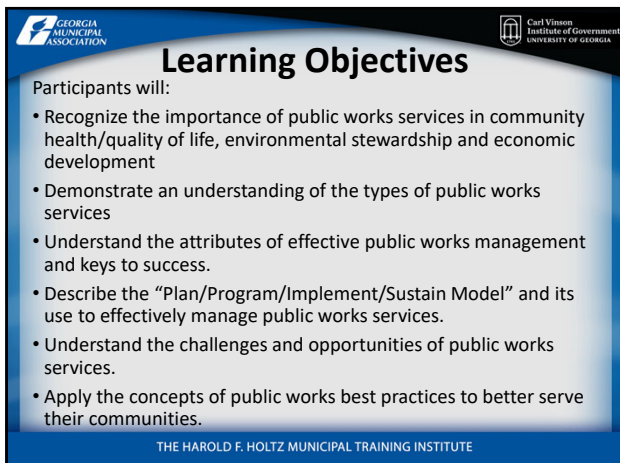 GEORGIA
MUNICIPAL
ASSOCIATION
Carl Vinson
Institute of Government
UNIVERSITY OF GEORGIA
Learning Objectives
Participants will:
• Recognize the importance of public works services in community
health/quality of life, environmental stewardship and economic
development
• Demonstrate an understanding of the types of public works
services
• Understand the attributes of effective public works management
and keys to success.
• Describe the “Plan/Program/Implement/Sustain Model” and its
use to effectively manage public works services.
• Understand the challenges and opportunities of public works
services.
• Apply the concepts of public works best practices to better serve
their communities.
THE HAROLD F. HOLTZ MUNICIPAL TRAINING INSTITUTE